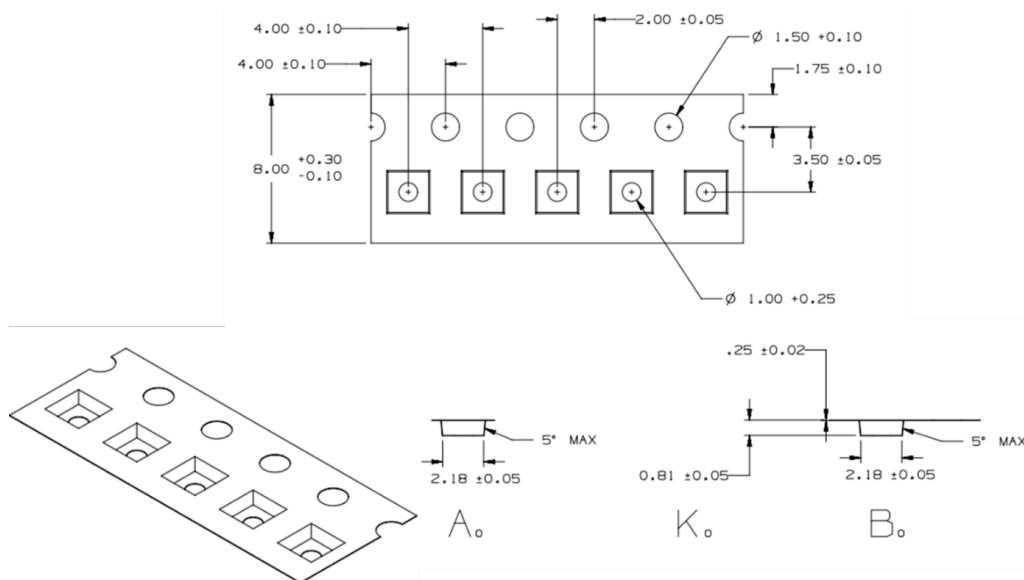 4.00 ±0.10
2.00 ±0.05
Ø 1.50 +0.10
4.00 ±0.10
1.75 ±0.10
8.00 +0.30 -0.10
3.50 ±0.05
Ø 1.00 +0.25
.25 ±0.02
5° MAX
5° MAX
2.18 ±0.05
0.81 ±0.05
2.18 ±0.05
A₀
K₀
B₀